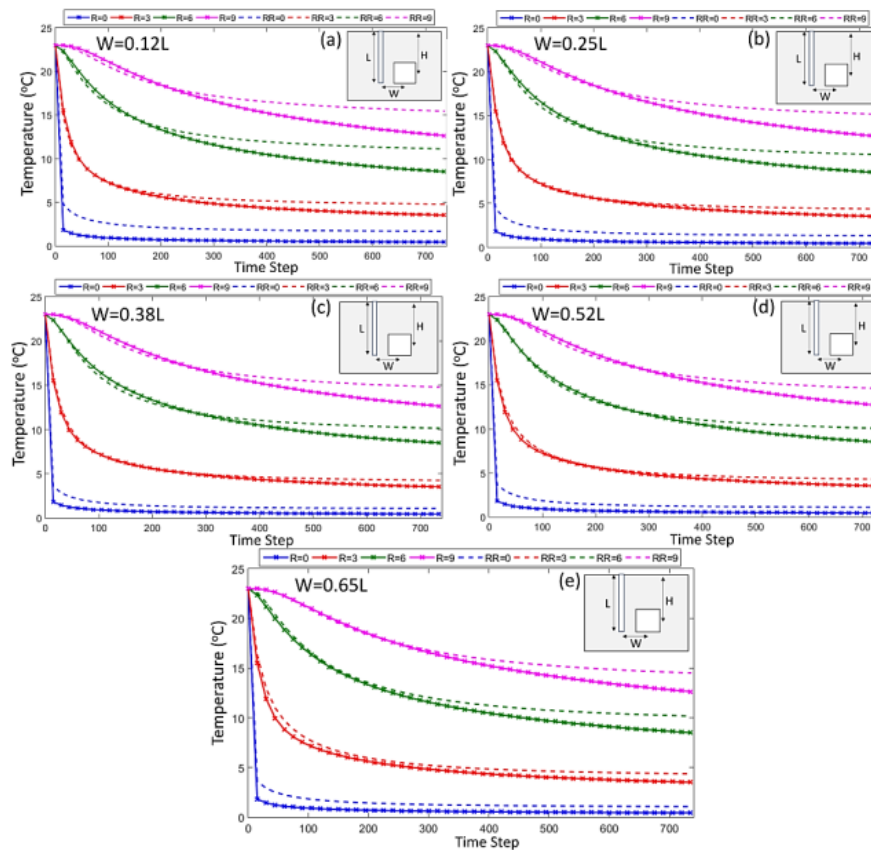 R=0 R=3 R=6 R=9 RR=0 RR=3 RR=6 RR=9
W=0.12L
(a)
L
H
W
Temperature (ºC)
25
20
15
10
5
0
0 100 200 300 400 500 600 700
Time Step
R=0 R=3 R=6 R=9 RR=0 RR=3 RR=6 RR=9
W=0.25L
(b)
L
H
W
Temperature (ºC)
25
20
15
10
5
0
0 100 200 300 400 500 600 700
Time Step
R=0 R=3 R=6 R=9 RR=0 RR=3 RR=6 RR=9
W=0.38L
(c)
L
H
W
Temperature (ºC)
25
20
15
10
5
0
0 100 200 300 400 500 600 700
Time Step
R=0 R=3 R=6 R=9 RR=0 RR=3 RR=6 RR=9
W=0.52L
(d)
L
H
W
Temperature (ºC)
25
20
15
10
5
0
0 100 200 300 400 500 600 700
Time Step
R=0 R=3 R=6 R=9 RR=0 RR=3 RR=6 RR=9
W=0.65L
(e)
L
H
W
Temperature (ºC)
25
20
15
10
5
0
0 100 200 300 400 500 600 700
Time Step